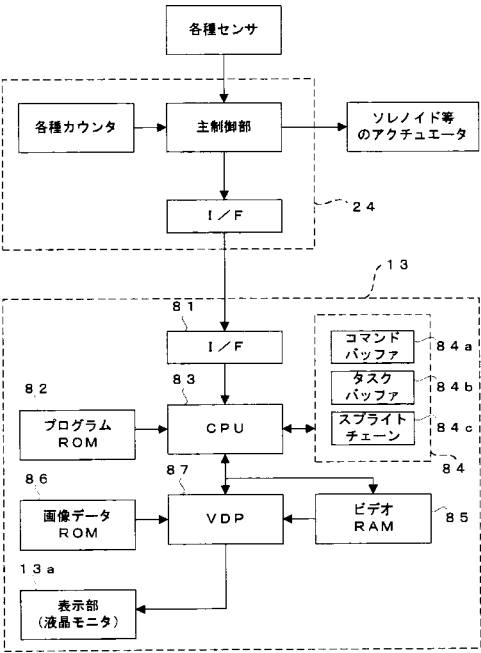 各種センサ
各種カウンタ
主制御部
ソレノイド等
のアクチュエータ
I/F
24
13
81
I/F
コマンド
バッファ
84a
タスク
バッファ
84b
スプライト
チェーン
84c
84
82
プログラム
ROM
83
CPU
86
画像データ
ROM
87
VDP
ビデオ
RAM
85
13a
表示部
(液晶モニタ)